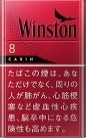 Winston
8
CABIN
たばこの煙は、あな
ただけでなく、周りの
人が肺がん、心筋梗
塞など虚血性心疾
患、脳卒中になる危
険性も高めます。